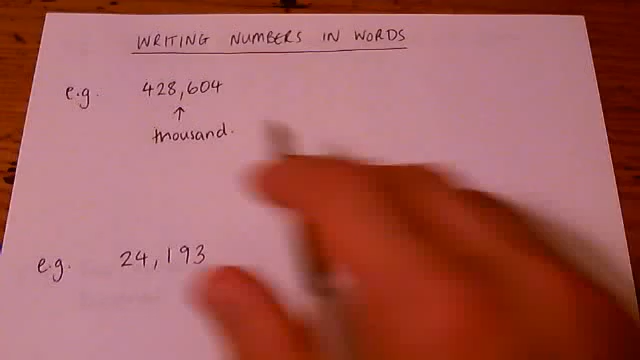 WRITING NUMBERS IN WORDS
e.g. 428,604
↑
thousand.
e.g. 24,193